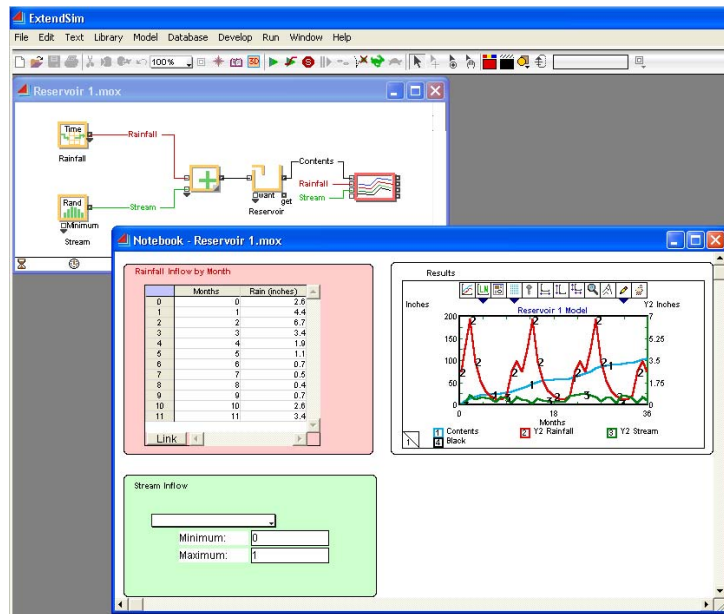 ExtendSim
File Edit Text Library Model Database Develop Run Window Help
100%
3D
Reservoir 1.mox
Time
Rainfall
Rainfall
Rand
Minimum
Stream
Stream
want
get
Reservoir
Contents
Rainfall
Stream
Notebook - Reservoir 1.mox
Rainfall Inflow by Month
Months Rain (inches)
0 0 2.6
1 1 4.4
2 2 6.7
3 3 3.4
4 4 1.9
5 5 1.1
6 6 0.7
7 7 0.5
8 8 0.4
9 9 0.7
10 10 2.6
11 11 3.4
Link
Stream Inflow
Minimum: 0
Maximum: 1
Results
Inches
Y2 Inches
Reservoir 1 Model
200
150
100
50
0
7
5.25
3.5
1.75
0
0 18 36
Months
1 Contents 2 Y2 Rainfall 3 Y2 Stream
4 Black
1